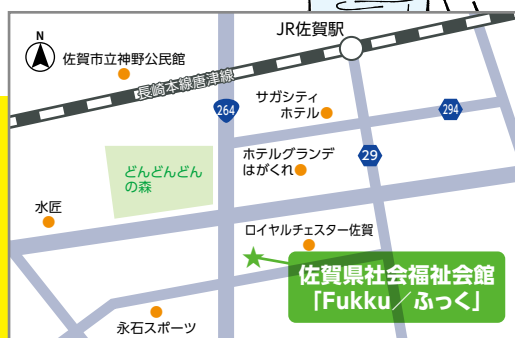 JR佐賀駅
N
佐賀市立神野公民館
長崎本線唐津線
サガシティ
ホテル
264
294
ホテルグランデ
はがくれ
29
どんどんどん
の森
水匠
ロイヤルチェスター佐賀
佐賀県社会福祉会館
「Fukku／ふっく」
永石スポーツ